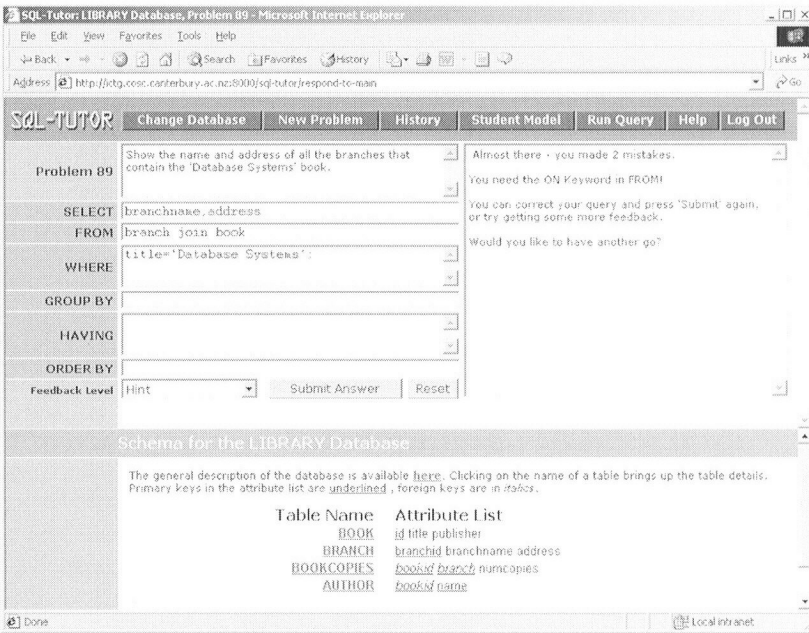 SQL-Tutor: LIBRARY Database, Problem 89 - Microsoft Internet Explorer
File Edit View Favorites Tools Help
Back Search Favorites History Links »
Address http://ictg.cosc.canterbury.ac.nz:8000/sql-tutor/respond-to-main Go
SQL-TUTOR Change Database New Problem History Student Model Run Query Help Log Out
Problem 89
Show the name and address of all the branches that
contain the 'Database Systems' book.
SELECT branchname,address
FROM branch join book
WHERE title='Database Systems';
GROUP BY
HAVING
ORDER BY
Feedback Level Hint Submit Answer Reset
Almost there - you made 2 mistakes.
You need the ON Keyword in FROM!
You can correct your query and press 'Submit' again,
or try getting some more feedback.
Would you like to have another go?
Schema for the LIBRARY Database
The general description of the database is available here. Clicking on the name of a table brings up the table details.
Primary keys in the attribute list are underlined , foreign keys are in italics.
Table Name Attribute List
BOOK id title publisher
BRANCH branchid branchname address
BOOKCOPIES bookid branch numcopies
AUTHOR bookid name
Done Local intranet